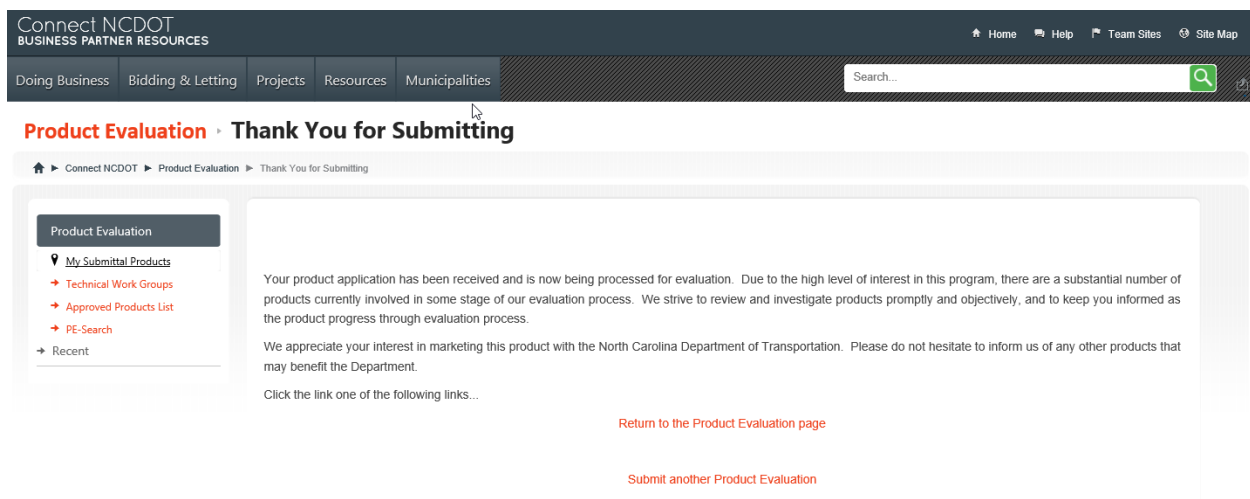 Connect NCDOT
BUSINESS PARTNER RESOURCES
Home Help Team Sites Site Map
Doing Business Bidding & Letting Projects Resources Municipalities
Search...
Product Evaluation Thank You for Submitting
Connect NCDOT Product Evaluation Thank You for Submitting
Product Evaluation
My Submittal Products
Technical Work Groups
Approved Products List
PE-Search
Recent
Your product application has been received and is now being processed for evaluation. Due to the high level of interest in this program, there are a substantial number of
products currently involved in some stage of our evaluation process. We strive to review and investigate products promptly and objectively, and to keep you informed as
the product progress through evaluation process.
We appreciate your interest in marketing this product with the North Carolina Department of Transportation. Please do not hesitate to inform us of any other products that
may benefit the Department.
Click the link one of the following links...
Return to the Product Evaluation page
Submit another Product Evaluation